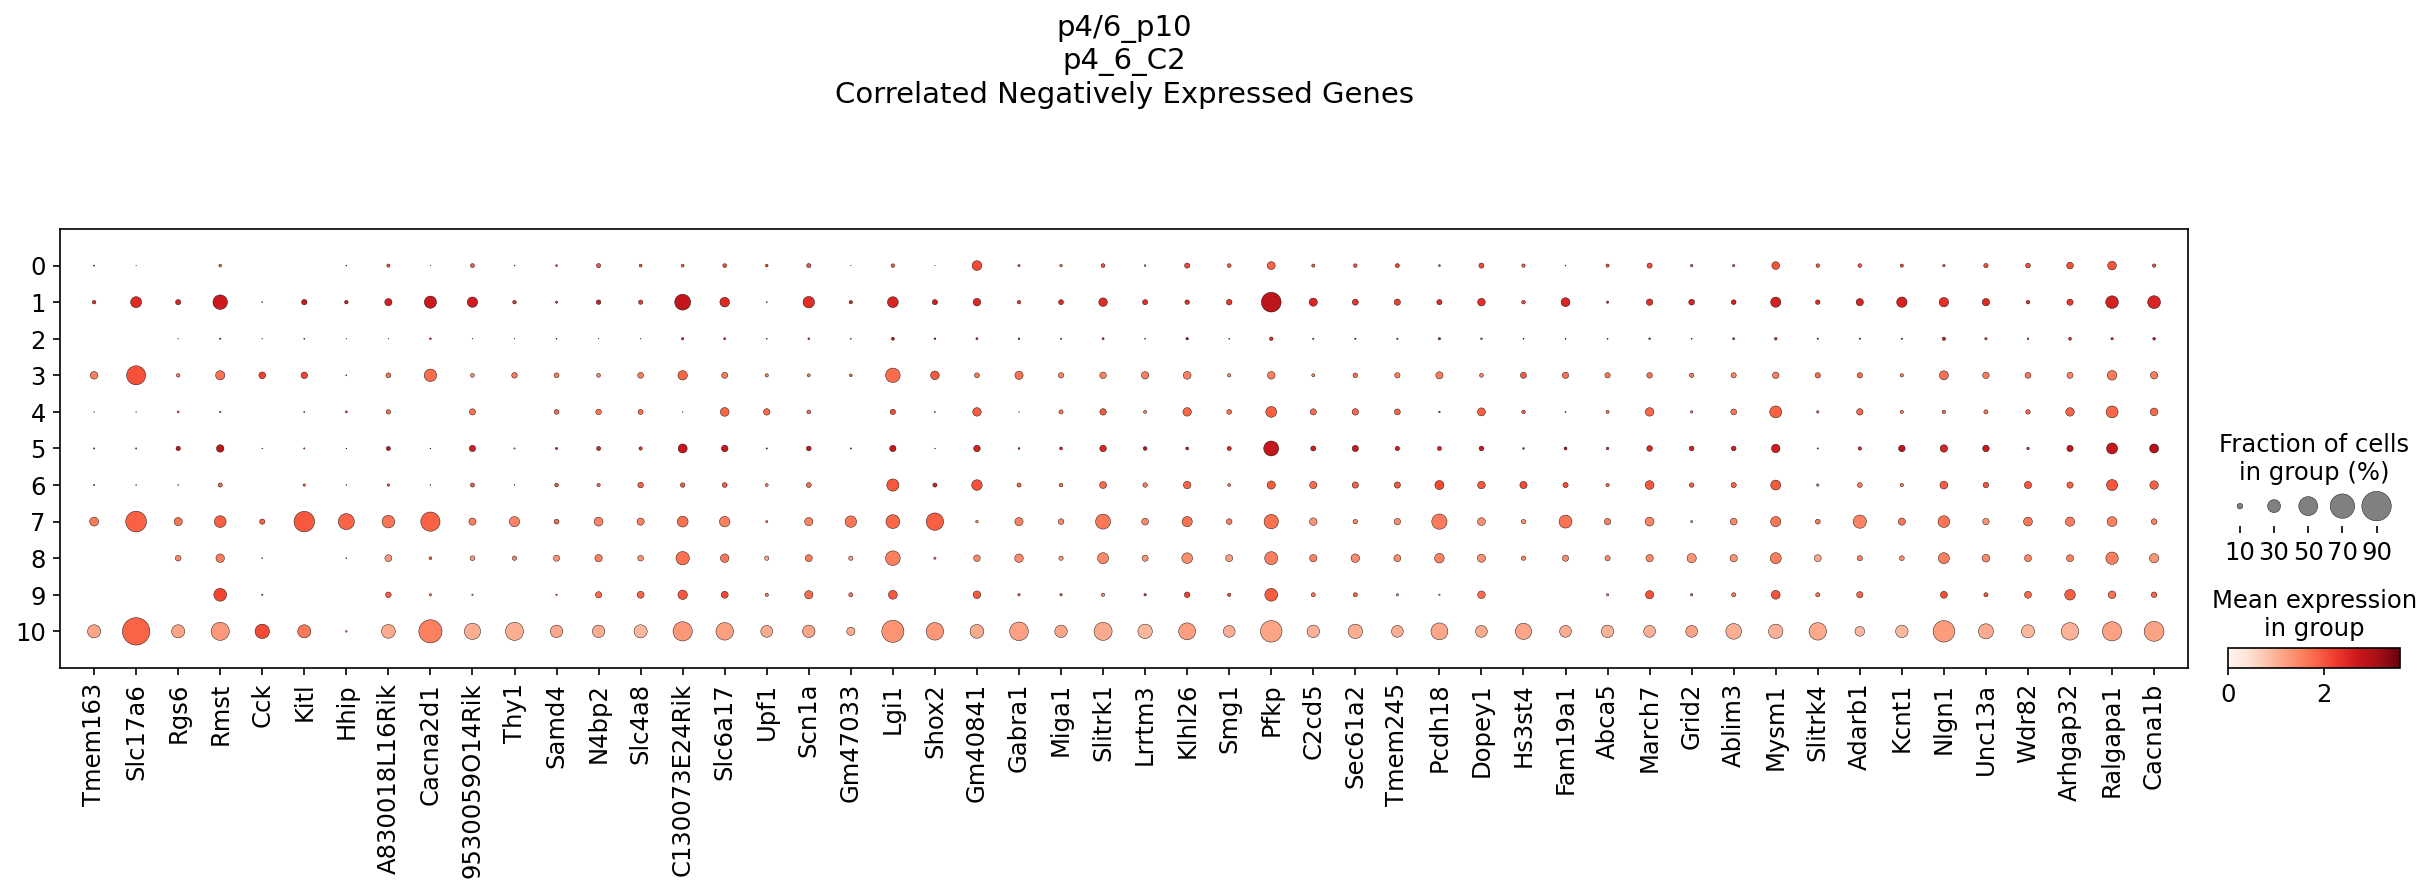 p4/6_p10
p4_6_C2
Correlated Negatively Expressed Genes
0
1
2
3
4
5
6
7
8
9
10
Tmem163
Slc17a6
Rgs6
Rmst
Cck
Kitl
Hhip
A830018L16Rik
Cacna2d1
9530059O14Rik
Thy1
Samd4
N4bp2
Slc4a8
C130073E24Rik
Slc6a17
Upf1
Scn1a
Gm47033
Lgi1
Shox2
Gm40841
Gabra1
Miga1
Slitrk1
Lrrtm3
Klhl26
Smg1
Pfkp
C2cd5
Sec61a2
Tmem245
Pcdh18
Dopey1
Hs3st4
Fam19a1
Abca5
March7
Grid2
Ablim3
Mysm1
Slitrk4
Adarb1
Kcnt1
Nlgn1
Unc13a
Wdr82
Arhgap32
Ralgapa1
Cacna1b
Fraction of cells
in group (%)
10 30 50 70 90
Mean expression
in group
0 2